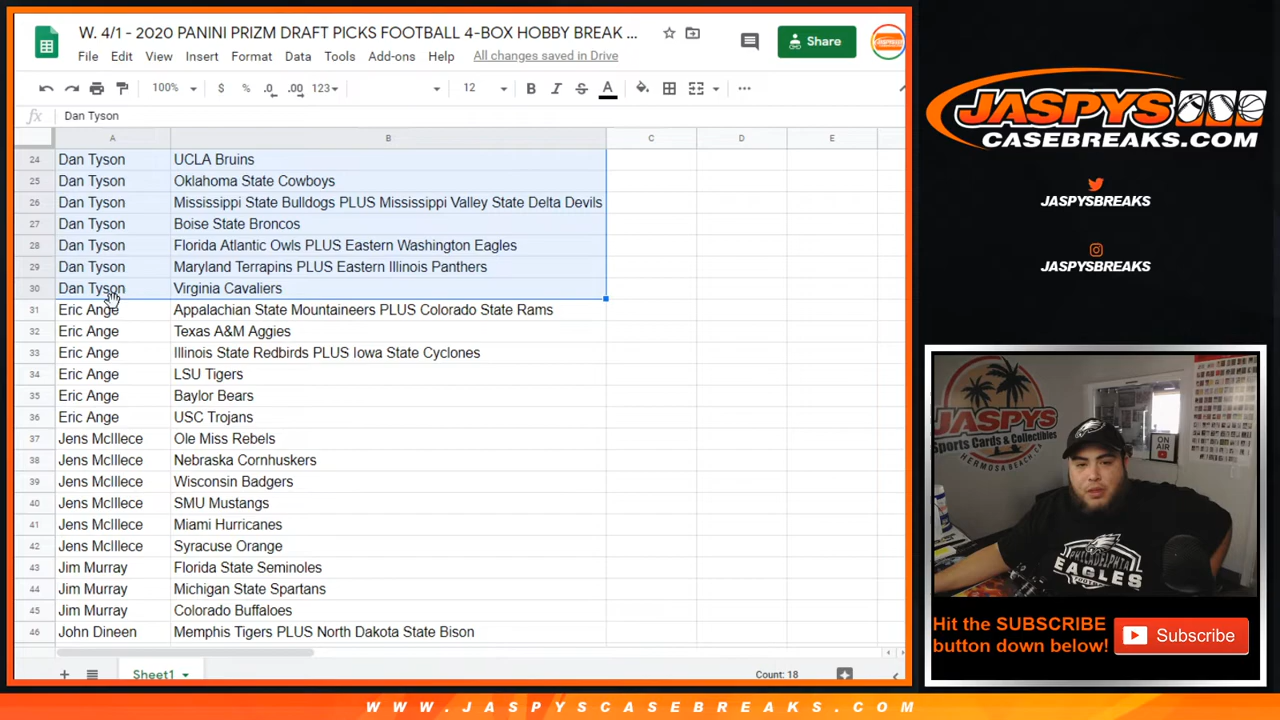 W. 4/1 - 2020 PANINI PRIZM DRAFT PICKS FOOTBALL 4-BOX HOBBY BREAK ...
File Edit View Insert Format Data Tools Add-ons Help All changes saved in Drive
Share
100% $ % .0 .00 123 12 B I S A
fx Dan Tyson
A B C D E
24 Dan Tyson UCLA Bruins
25 Dan Tyson Oklahoma State Cowboys
26 Dan Tyson Mississippi State Bulldogs PLUS Mississippi Valley State Delta Devils
27 Dan Tyson Boise State Broncos
28 Dan Tyson Florida Atlantic Owls PLUS Eastern Washington Eagles
29 Dan Tyson Maryland Terrapins PLUS Eastern Illinois Panthers
30 Dan Tyson Virginia Cavaliers
31 Eric Ange Appalachian State Mountaineers PLUS Colorado State Rams
32 Eric Ange Texas A&M Aggies
33 Eric Ange Illinois State Redbirds PLUS Iowa State Cyclones
34 Eric Ange LSU Tigers
35 Eric Ange Baylor Bears
36 Eric Ange USC Trojans
37 Jens McIllece Ole Miss Rebels
38 Jens McIllece Nebraska Cornhuskers
39 Jens McIllece Wisconsin Badgers
40 Jens McIllece SMU Mustangs
41 Jens McIllece Miami Hurricanes
42 Jens McIllece Syracuse Orange
43 Jim Murray Florida State Seminoles
44 Jim Murray Michigan State Spartans
45 Jim Murray Colorado Buffaloes
46 John Dineen Memphis Tigers PLUS North Dakota State Bison
Sheet1
Count: 18
JASPYS
CASEBREAKS.COM
JASPYSBREAKS
JASPYSBREAKS
JASPYS
Sports Cards & Collectibles
HERMOSA BEACH, CA
ON AIR
PHILADELPHIA
EAGLES
Hit the SUBSCRIBE
button down below!
Subscribe
WWW.JASPYSCASEBREAKS.COM